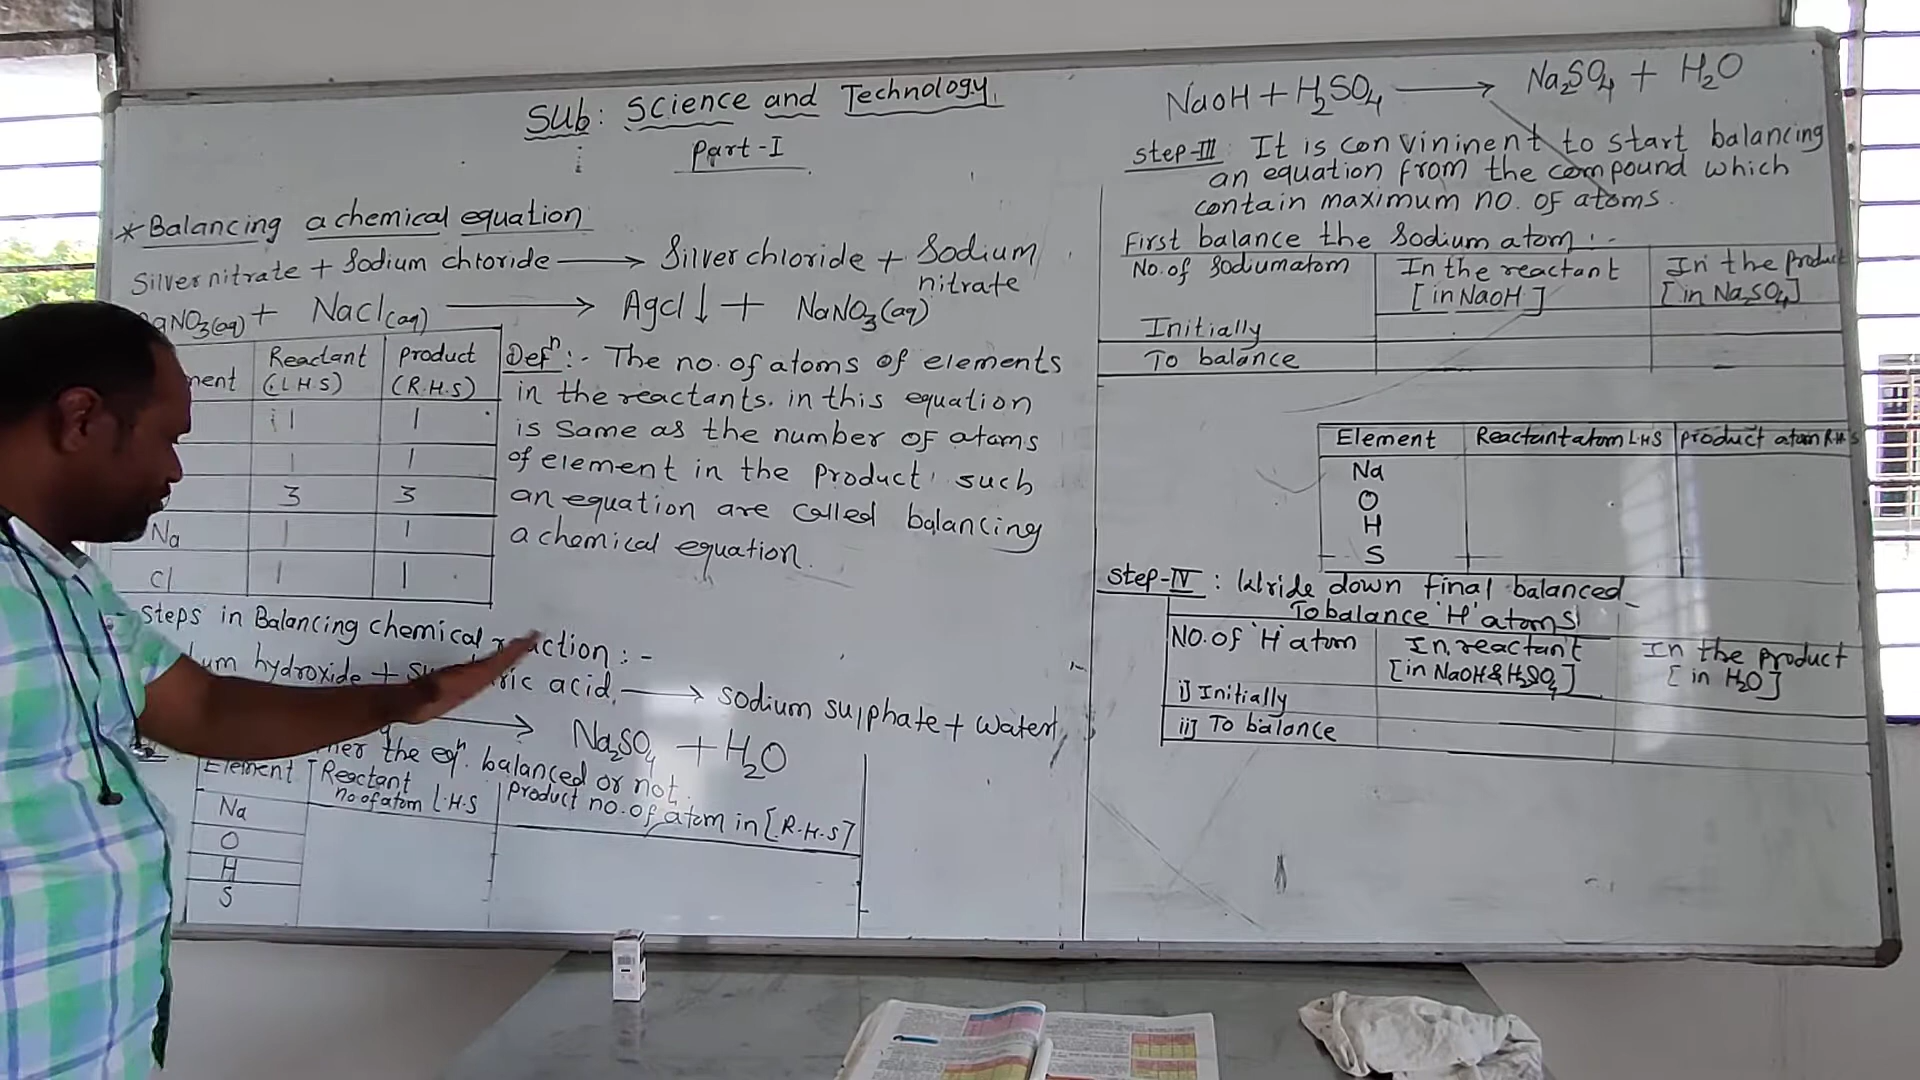 Sub: Science and Technology
Part-I
*Balancing a chemical equation
Silver nitrate + Sodium chloride ⟶ Silver chloride + Sodium nitrate
NO₃(aq) + NaCl(aq) ⟶ Agcl↓ + NaNO₃(aq)
Reactant (L.H.S) Product (R.H.S)
1 1
1 1
3 3
Na 1 1
cl 1 1
Defⁿ:- The no. of atoms of elements
in the reactants. in this equation
is same as the number of atoms
of element in the product, such
an equation are called balancing
a chemical equation.
steps in Balancing chemical reaction :-
hydroxide + acid, ⟶ sodium sulphate + water
⟶ Na₂SO₄ + H₂O
the eqⁿ. balanced or not.
Element Reactant no of atom L.H.S product no. of atom in [R.H.S]
Na
O
H
S
NaOH + H₂SO₄ ⟶ Na₂SO₄ + H₂O
step-III: It is convininent to start balancing
an equation from the compound which
contain maximum no. of atoms.
First balance the Sodium atom :-
No. of Sodium atom In the reactant [in NaOH] In the product [in Na₂SO₄]
Initially
To balance
Element Reactant atom L.H.S product atom R.H.S
Na
O
H
S
Step-IV : Wride down final balanced
To balance 'H' atoms
NO. of 'H' atom In reactant [in NaOH & H₂SO₄] In the product [in H₂O]
i] Initially
ii] To balance